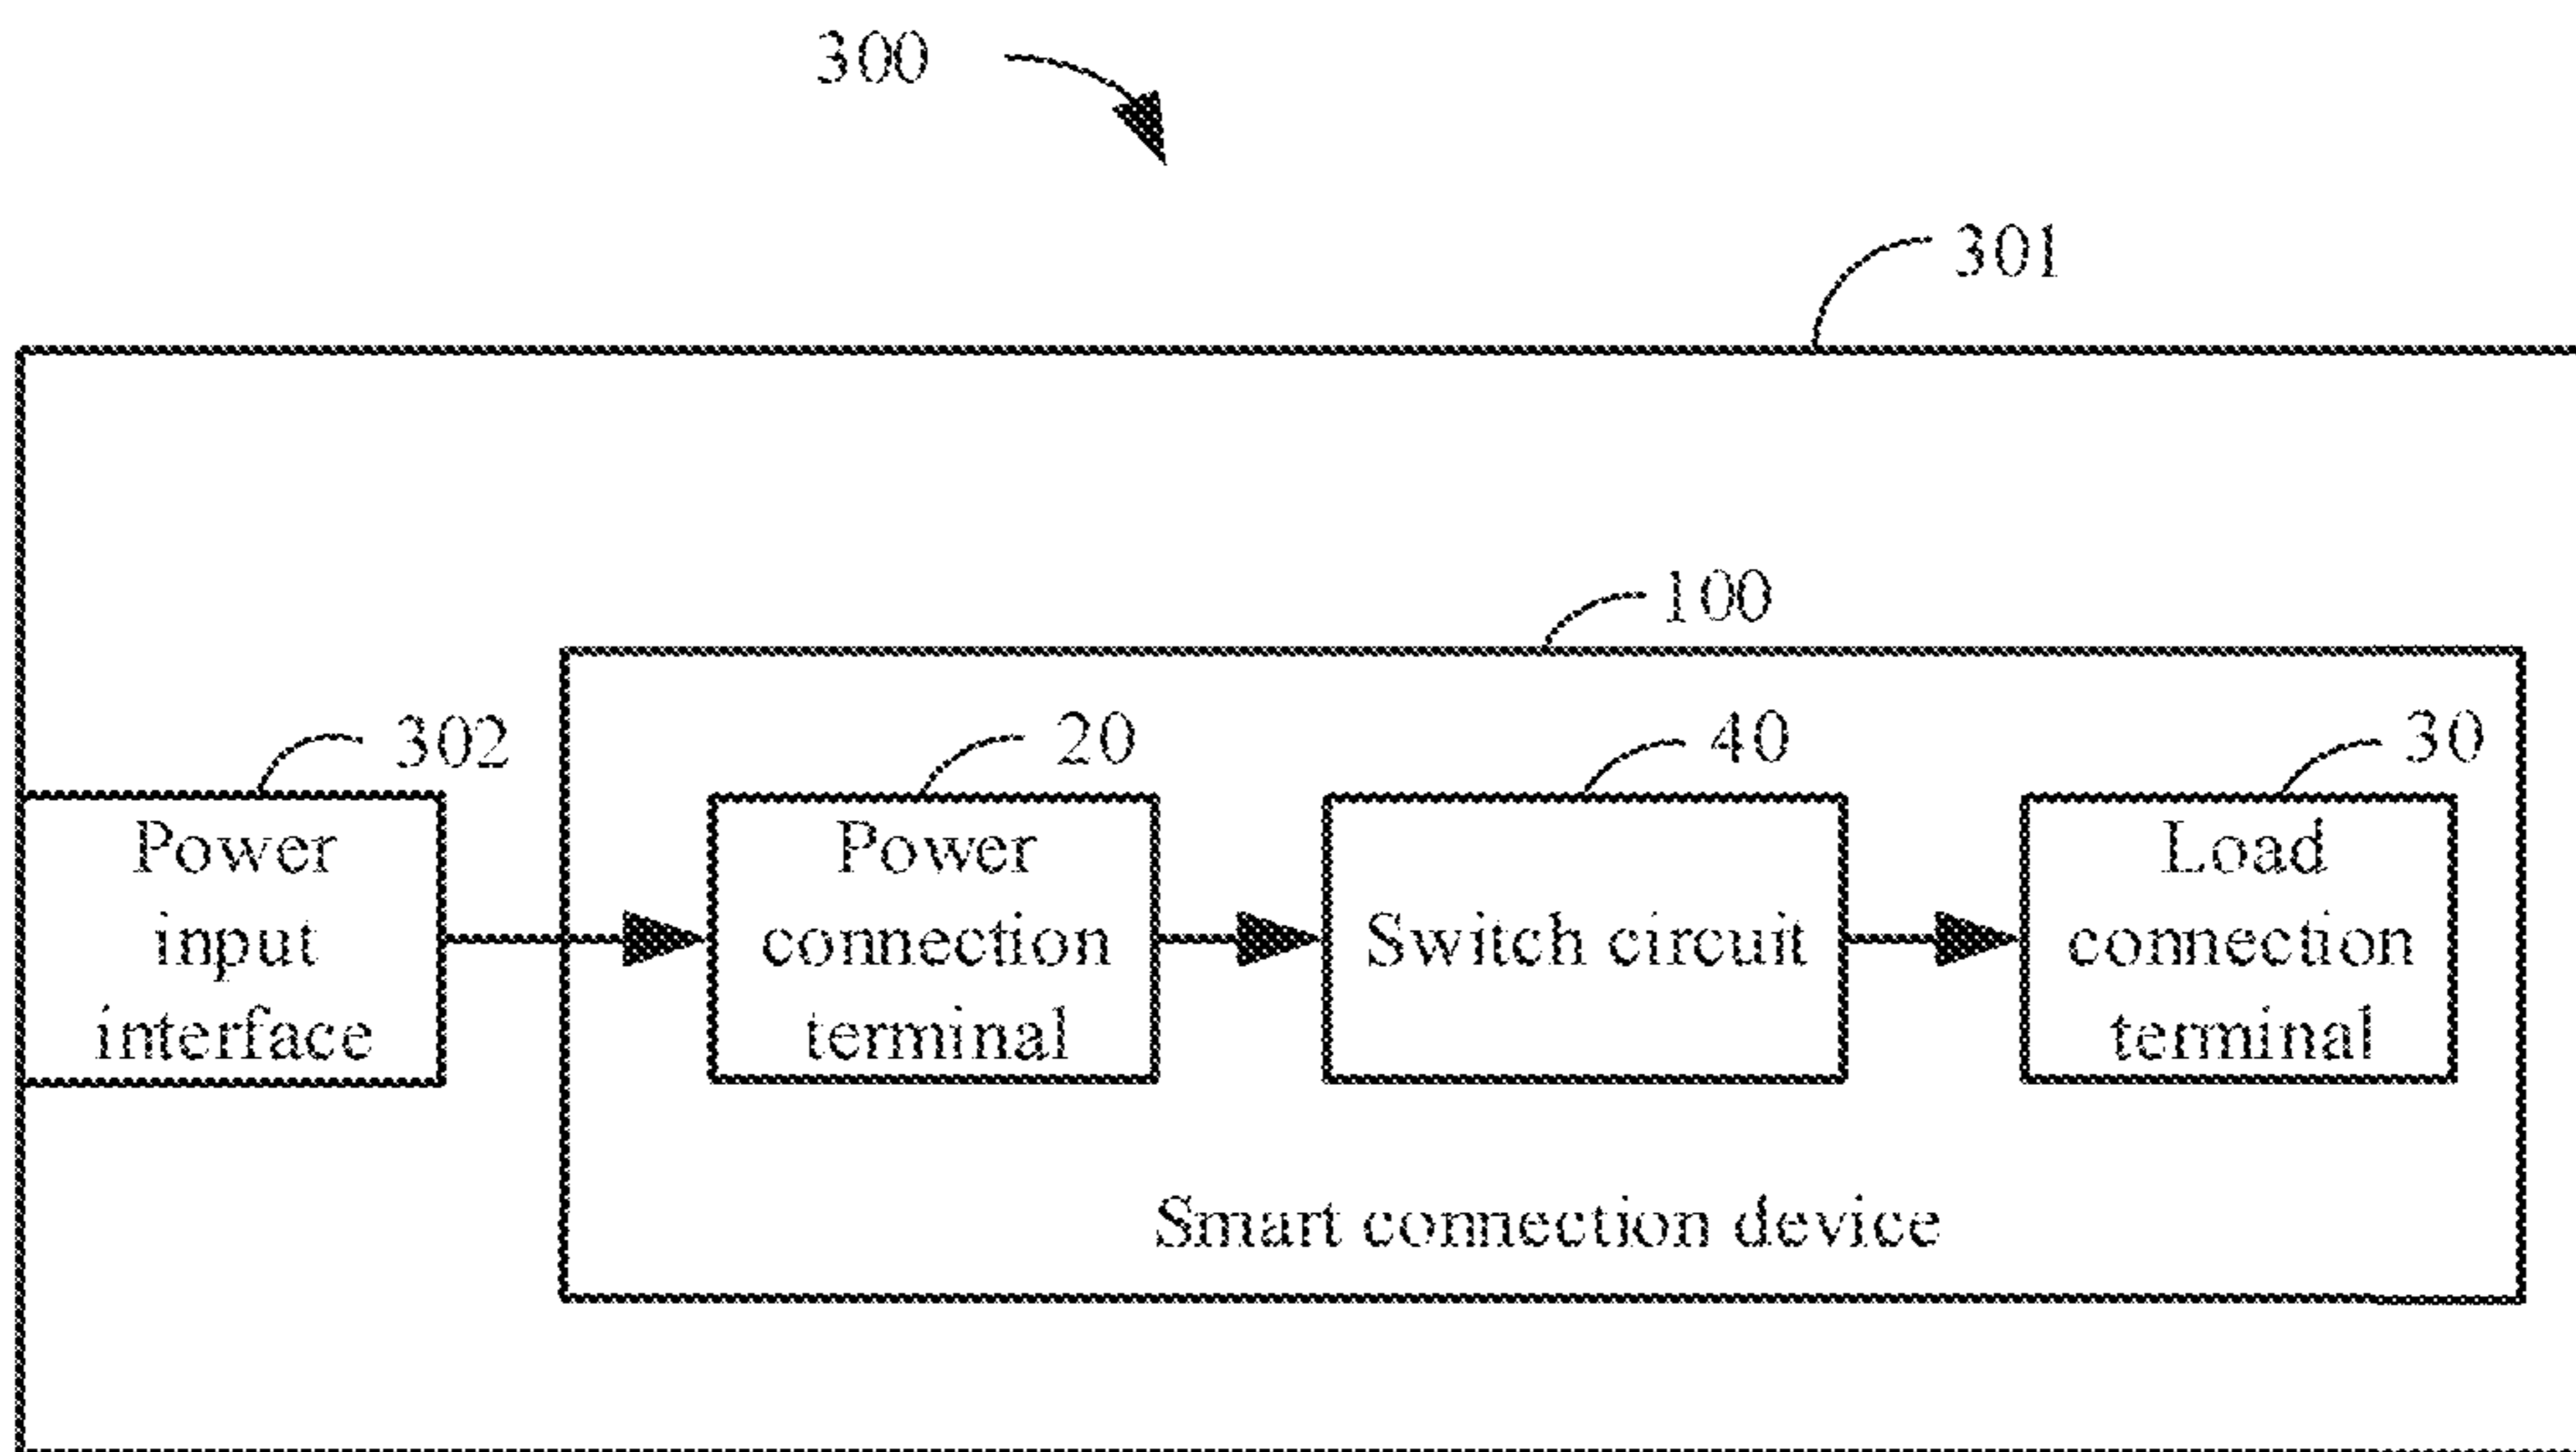 300
301
100
302
20
40
30
Power
input
interface
Power
connection
terminal
Switch circuit
Load
connection
terminal
Smart connection device